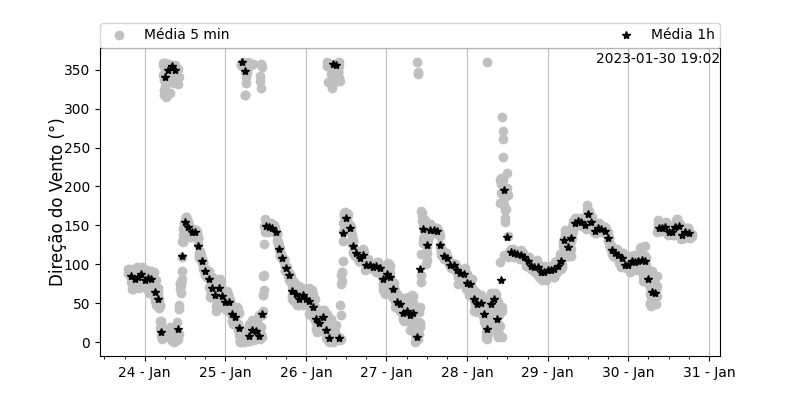 Média 5 min
Média 1h
2023-01-30 19:02
Direção do Vento (°)
350
300
250
200
150
100
50
0
24 - Jan
25 - Jan
26 - Jan
27 - Jan
28 - Jan
29 - Jan
30 - Jan
31 - Jan